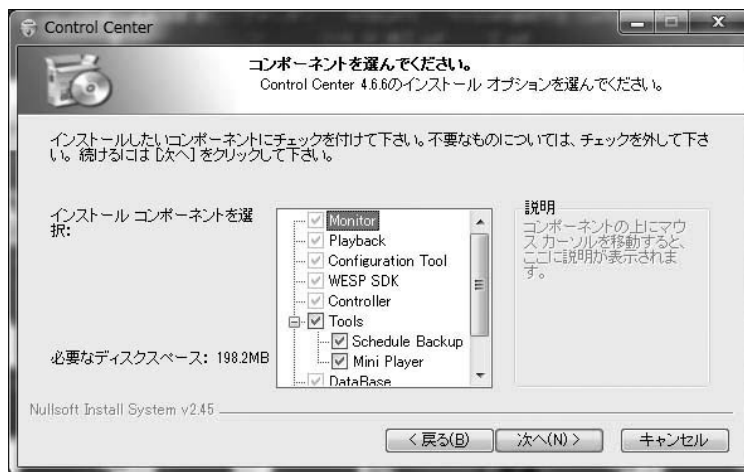 Control Center
コンポーネントを選んでください。
Control Center 4.6.6のインストール オプションを選んでください。
インストールしたいコンポーネントにチェックを付けて下さい。不要なものについては、チェックを外して下さ
い。続けるには [次へ] をクリックして下さい。
インストール コンポーネントを選
択:
Monitor
Playback
Configuration Tool
WESP SDK
Controller
Tools
Schedule Backup
Mini Player
DataBase
説明
コンポーネントの上にマウ
ス カーソルを移動すると、
ここに説明が表示されま
す。
必要なディスクスペース: 198.2MB
Nullsoft Install System v2.45
< 戻る(B)
次へ(N) >
キャンセル